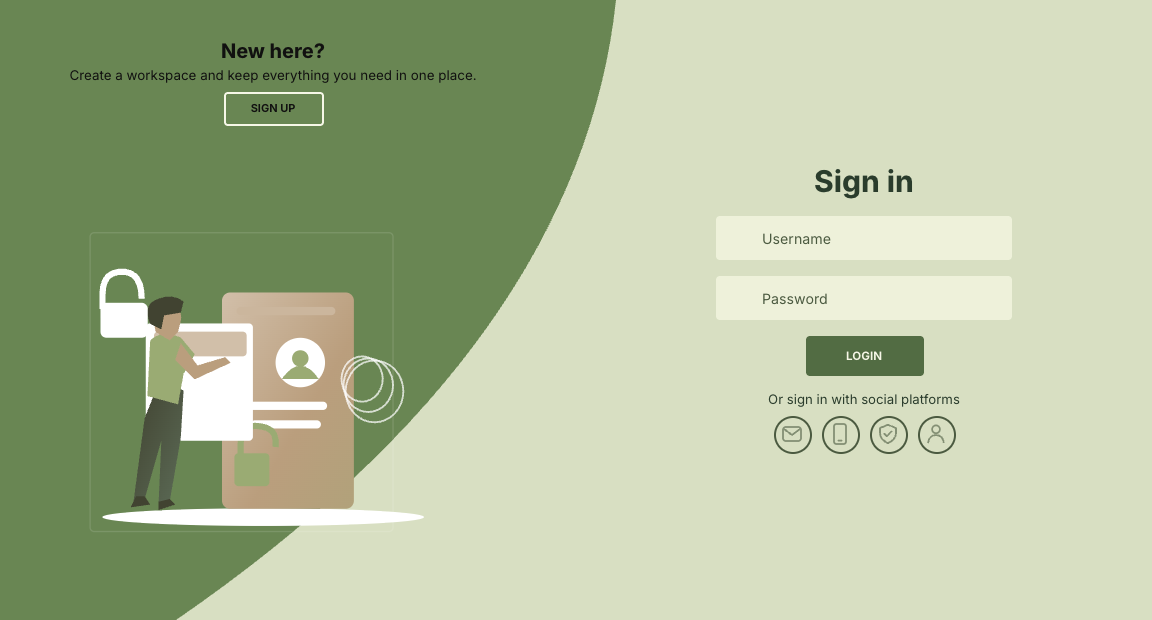 New here?
Create a workspace and keep everything you need in one place.
SIGN UP
Sign in
Username
Password
LOGIN
Or sign in with social platforms